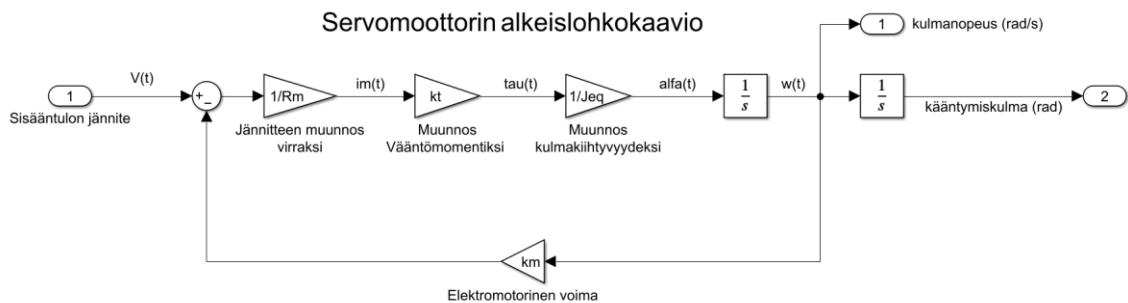 Servomoottorin alkeislohkokaavio
1
kulmanopeus (rad/s)
V(t)
1
Sisääntulon jännite
+
−
1/Rm
Jännitteen muunnos
virraksi
im(t)
kt
Muunnos
Vääntömomentiksi
tau(t)
1/Jeq
Muunnos
kulmakiihtyvyydeksi
alfa(t)
1
s
w(t)
1
s
kääntymiskulma (rad)
2
km
Elektromotorinen voima